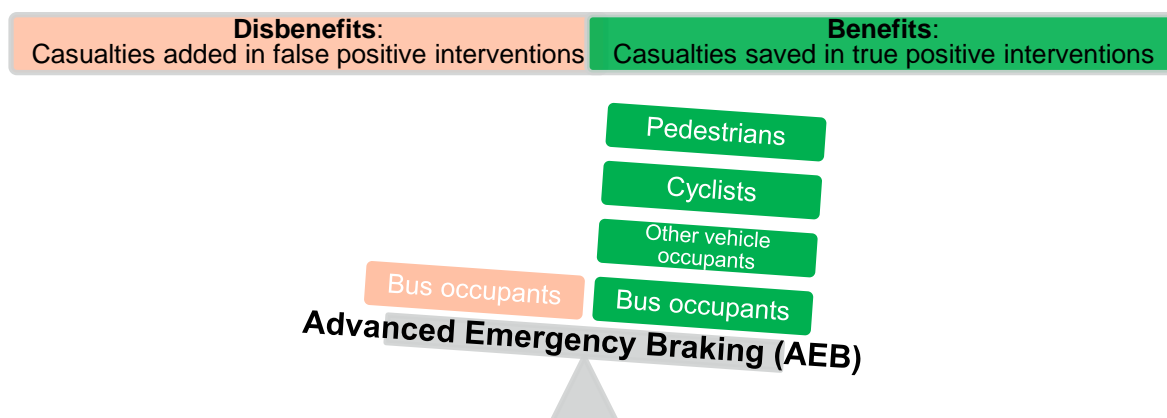 Disbenefits:
Casualties added in false positive interventions
Benefits:
Casualties saved in true positive interventions
Pedestrians
Cyclists
Other vehicle
occupants
Bus occupants
Bus occupants
Advanced Emergency Braking (AEB)